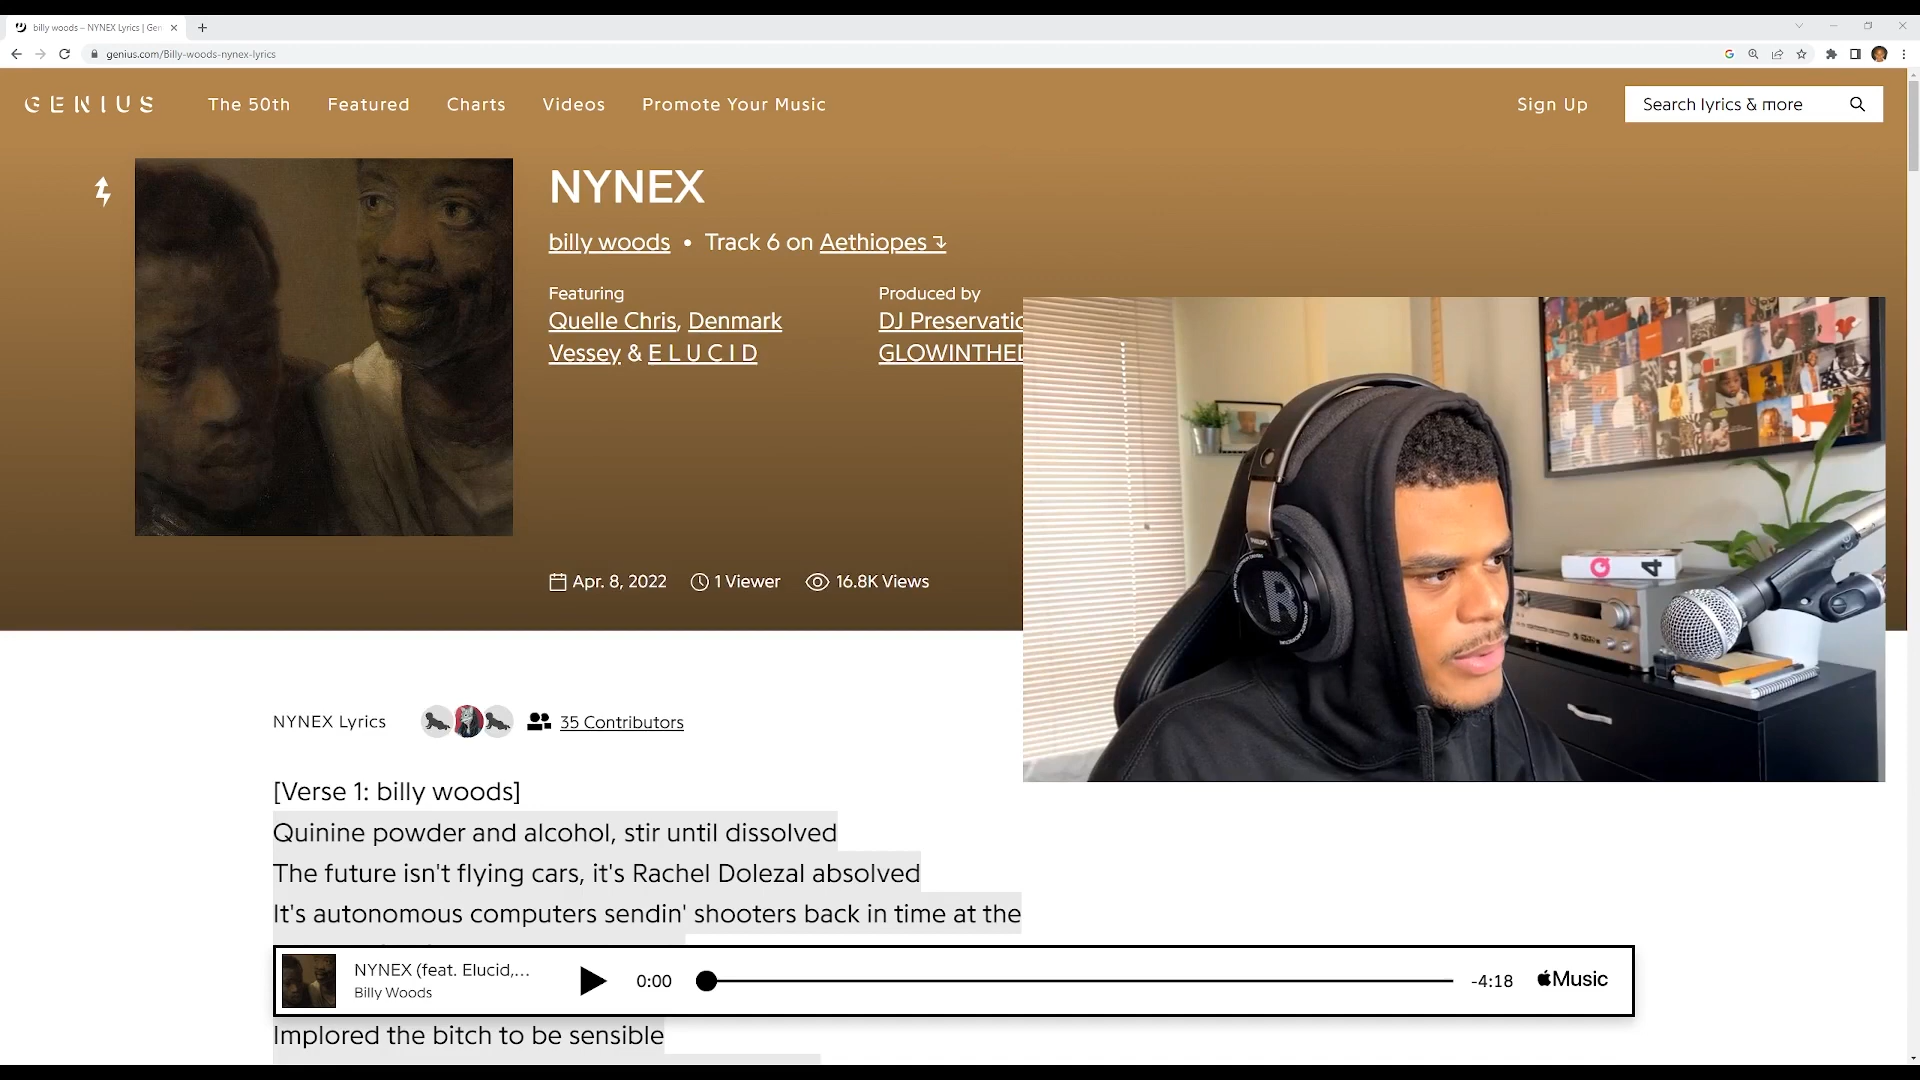 billy woods – NYNEX Lyrics | Gen
genius.com/Billy-woods-nynex-lyrics
GENIUS
The 50th
Featured
Charts
Videos
Promote Your Music
Sign Up
Search lyrics & more
NYNEX
billy woods • Track 6 on Aethiopes
Featuring
Quelle Chris, Denmark
Vessey & E L U C I D
Produced by
DJ Preservatic
GLOWINTHED
Apr. 8, 2022
1 Viewer
16.8K Views
NYNEX Lyrics
35 Contributors
[Verse 1: billy woods]
Quinine powder and alcohol, stir until dissolved
The future isn't flying cars, it's Rachel Dolezal absolved
It's autonomous computers sendin' shooters back in time at the
NYNEX (feat. Elucid,...
Billy Woods
0:00
-4:18
Music
Implored the bitch to be sensible
R
4